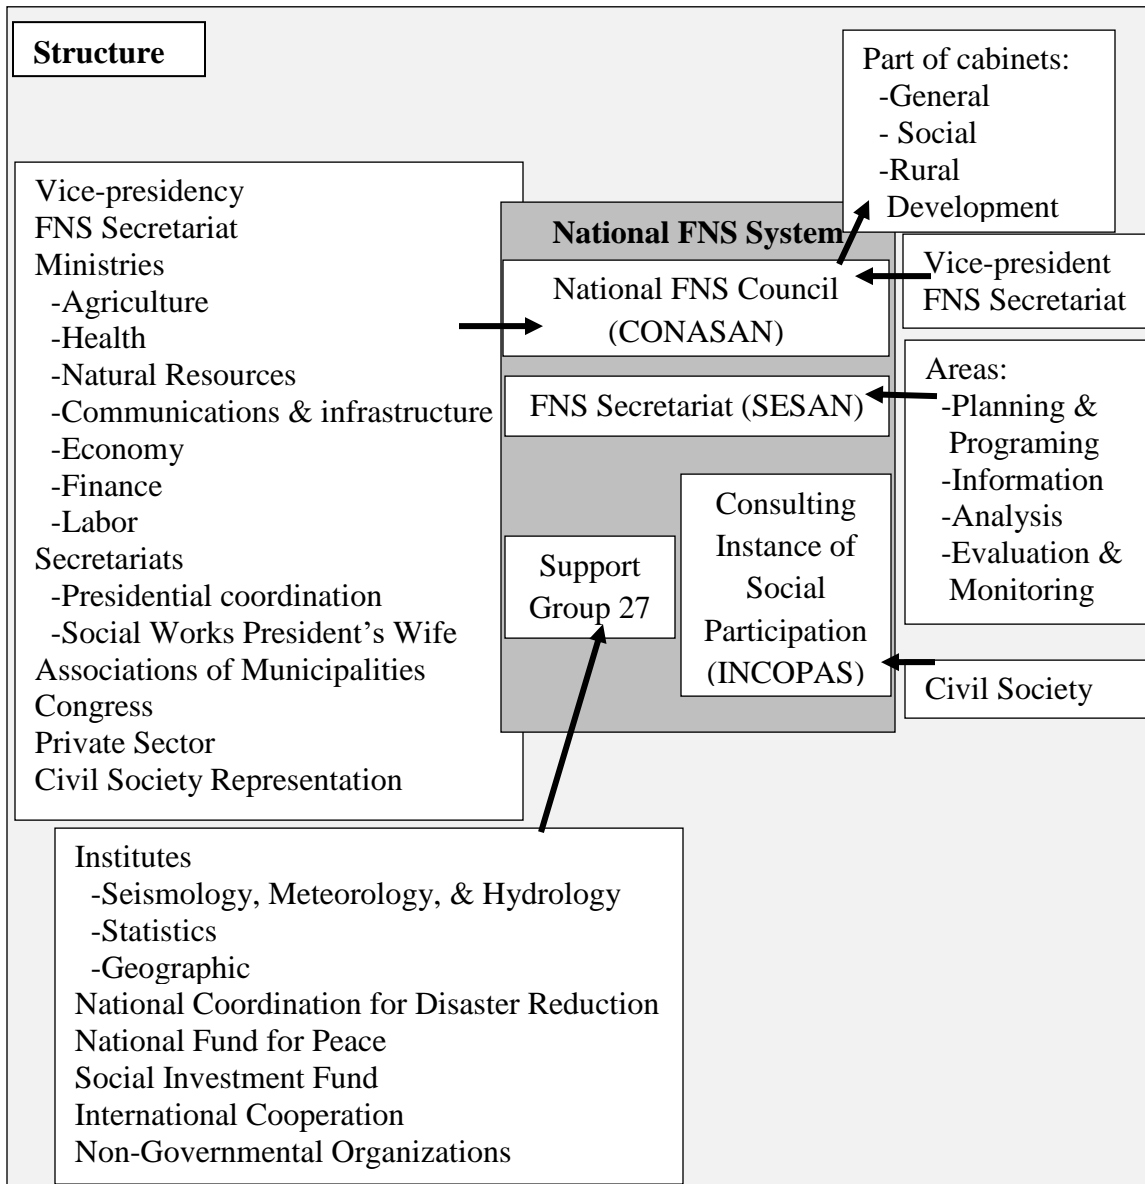 Structure
Part of cabinets:
-General
- Social
-Rural
Development
Vice-presidency
FNS Secretariat
Ministries
-Agriculture
-Health
-Natural Resources
-Communications & infrastructure
-Economy
-Finance
-Labor
Secretariats
-Presidential coordination
-Social Works President’s Wife
Associations of Municipalities
Congress
Private Sector
Civil Society Representation
National FNS System
National FNS Council
(CONASAN)
FNS Secretariat (SESAN)
Support
Group 27
Consulting
Instance of
Social
Participation
(INCOPAS)
Vice-president
FNS Secretariat
Areas:
-Planning &
Programing
-Information
-Analysis
-Evaluation &
Monitoring
Civil Society
Institutes
-Seismology, Meteorology, & Hydrology
-Statistics
-Geographic
National Coordination for Disaster Reduction
National Fund for Peace
Social Investment Fund
International Cooperation
Non-Governmental Organizations